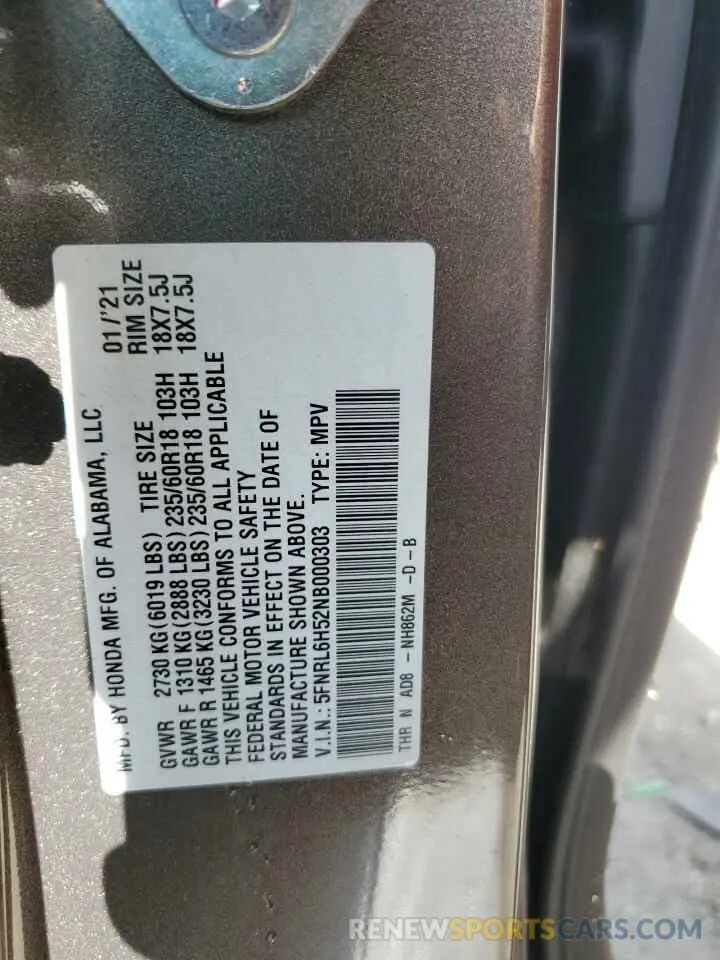 MFD. BY HONDA MFG. OF ALABAMA, LLC 01/'21
GVWR 2730 KG(6019 LBS) TIRE SIZE RIM SIZE
GAWR F 1310 KG(2888 LBS)235/60R18 103H 18X7.5J
GAWR R 1465 KG(3230 LBS)235/60R18 103H 18X7.5J
THIS VEHICLE CONFORMS TO ALL APPLICABLE
FEDERAL MOTOR VEHICLE SAFETY
STANDARDS IN EFFECT ON THE DATE OF
MANUFACTURE SHOWN ABOVE.
V.I.N.: 5FNRL6H52NB000303 TYPE: MPV
THR N AD8 - NH862M -D-B
RENEWSPORTSCARS.COM